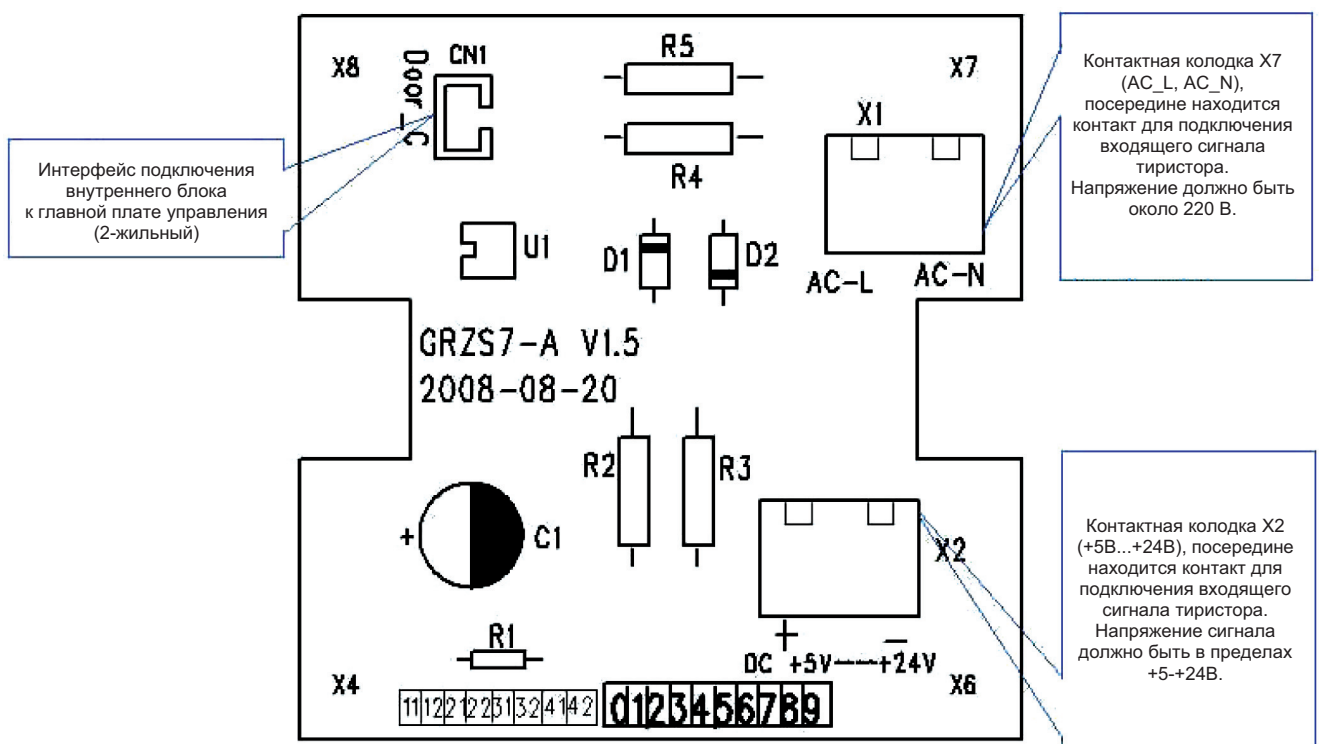 X8
Door-C
CN1
R5
X7
R4
X1
U1
D1
D2
AC-L
AC-N
GRZS7-A V1.5
2008-08-20
R2
R3
+
C1
X2
R1
+ −
DC +5V---+24V
X4
X6
11122122313241 42
0123456789
Интерфейс подключения
внутреннего блока
к главной плате управления
(2-жильный)
Контактная колодка X7
(AC_L, AC_N),
посередине находится
контакт для подключения
входящего сигнала
тиристора.
Напряжение должно быть
около 220 В.
Контактная колодка X2
(+5В...+24В), посередине
находится контакт для
подключения входящего
сигнала тиристора.
Напряжение сигнала
должно быть в пределах
+5-+24В.